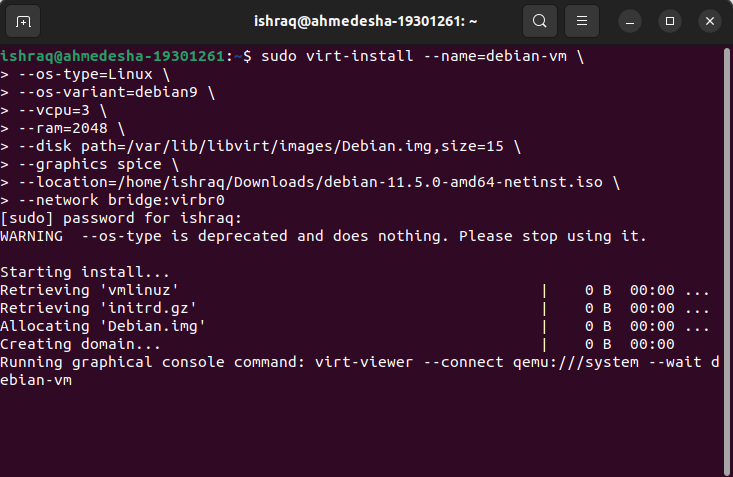 ishraq@ahmedesha-19301261: ~
ishraq@ahmedesha-19301261:~$ sudo virt-install --name=debian-vm \
> --os-type=Linux \
> --os-variant=debian9 \
> --vcpu=3 \
> --ram=2048 \
> --disk path=/var/lib/libvirt/images/Debian.img,size=15 \
> --graphics spice \
> --location=/home/ishraq/Downloads/debian-11.5.0-amd64-netinst.iso \
> --network bridge:virbr0
[sudo] password for ishraq:
WARNING  --os-type is deprecated and does nothing. Please stop using it.
Starting install...
Retrieving 'vmlinuz' |    0 B  00:00 ...
Retrieving 'initrd.gz' |    0 B  00:00 ...
Allocating 'Debian.img' |    0 B  00:00 ...
Creating domain... |    0 B  00:00
Running graphical console command: virt-viewer --connect qemu:///system --wait d
ebian-vm